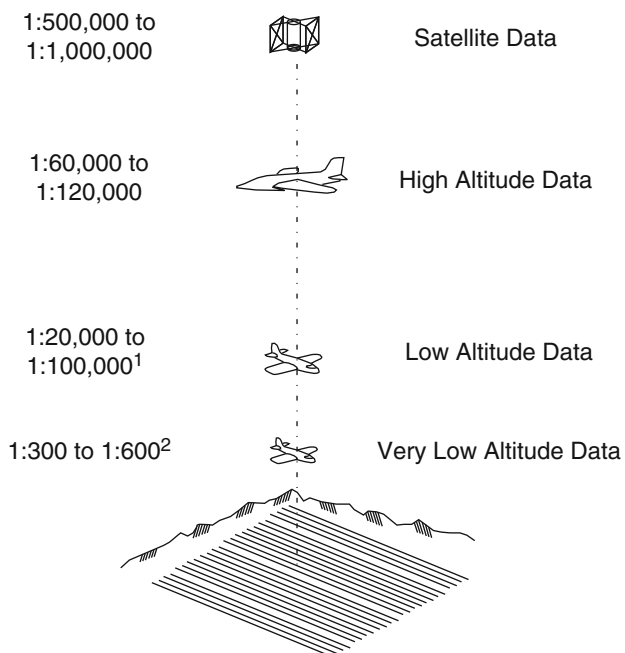 1:500,000 to
1:1,000,000
Satellite Data
1:60,000 to
1:120,000
High Altitude Data
1:20,000 to
1:100,000¹
Low Altitude Data
1:300 to 1:600²
Very Low Altitude Data